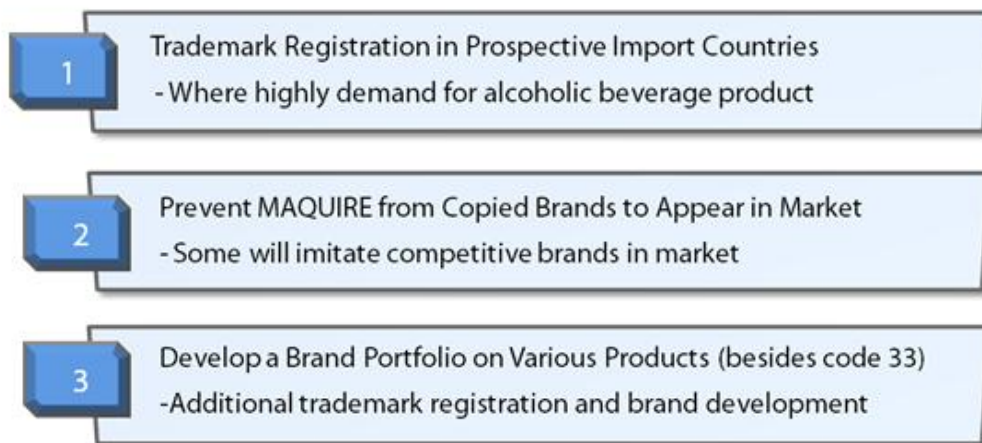 1
Trademark Registration in Prospective Import Countries
- Where highly demand for alcoholic beverage product
2
Prevent MAQUIRE from Copied Brands to Appear in Market
- Some will imitate competitive brands in market
3
Develop a Brand Portfolio on Various Products (besides code 33)
-Additional trademark registration and brand development